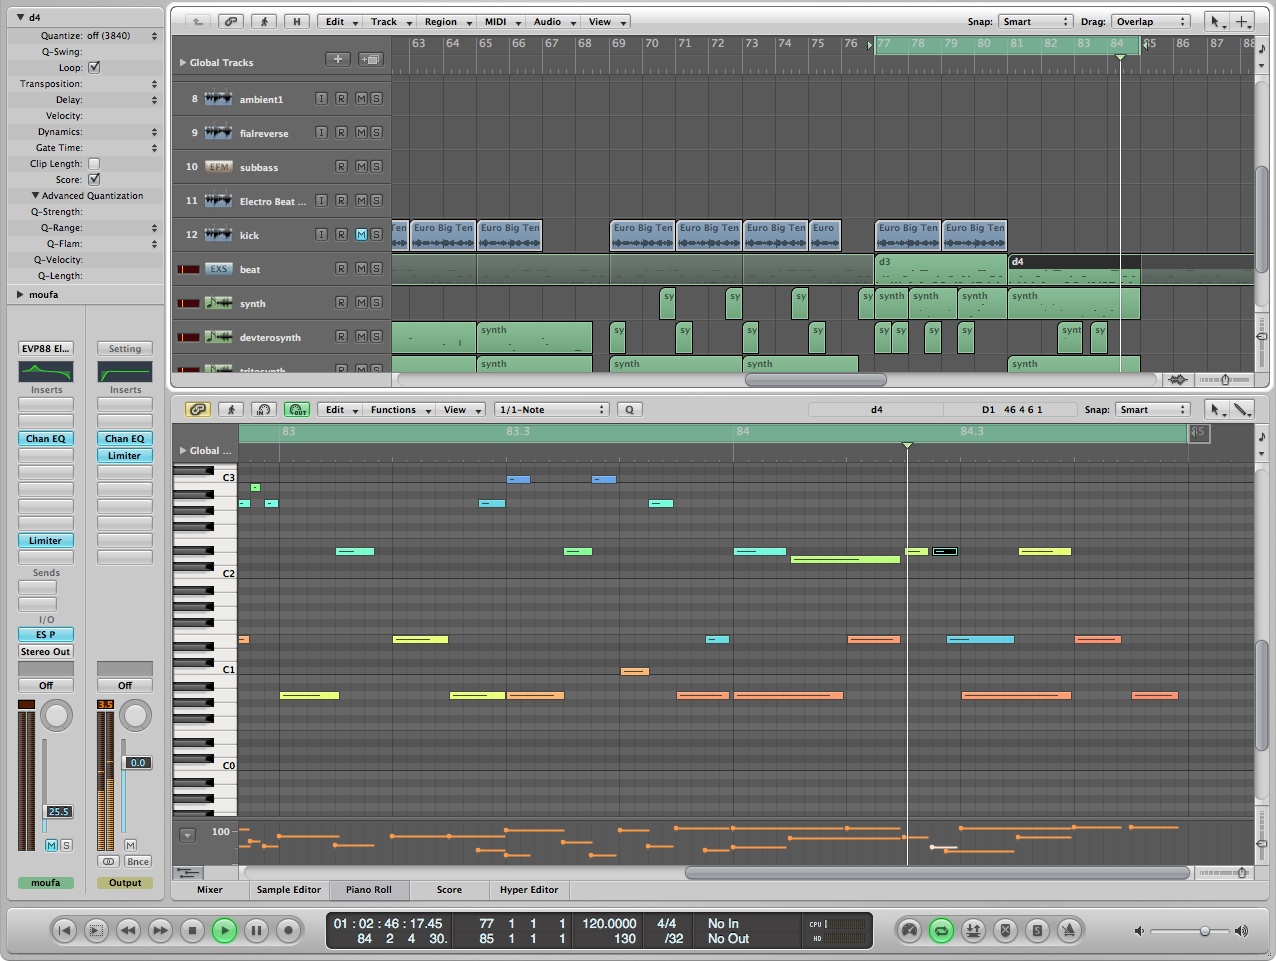 d4
Quantize: off (3840)
Q-Swing:
Loop:
Transposition:
Delay:
Velocity:
Dynamics:
Gate Time:
Clip Length:
Score:
Advanced Quantization
Q-Strength:
Q-Range:
Q-Flam:
Q-Velocity:
Q-Length:
moufa
EVP88 El... Setting
Inserts Inserts
Chan EQ Chan EQ
Limiter
Limiter
Sends
I/O
ES P
Stereo Out
Off Off
3.5
0.0
25.5
M S M
Bnce
moufa Output
H Edit Track Region MIDI Audio View Snap: Smart Drag: Overlap
63 64 65 66 67 68 69 70 71 72 73 74 75 76 77 78 79 80 81 82 83 84 85 86 87 88
Global Tracks
8 ambient1 I R M S
9 fialreverse I R M S
10 EFM subbass R M S
11 Electro Beat ... I R M S
12 kick I R M S
Ten Euro Big Ten Euro Big Ten Euro Big Ten Euro Big Ten Euro Big Ten Euro Euro Big Ten Euro Big Ten
EXS beat R M S
d3 d4
synth R M S
sy sy sy sy synth synth synth synth
devterosynth R M S
synth sy sy sy sy sy sy sy sy synt sy
tritosynth R M S
synth synth synth synth
IN OUT Edit Functions View 1/1-Note Q d4 D1 46 4 6 1 Snap: Smart
83 83.3 84 84.3 85
Global ...
C3
C2
C1
C0
100
Mixer Sample Editor Piano Roll Score Hyper Editor
01 : 02 : 46 : 17.45 77 1 1 1 120.0000 4/4 No In CPU
84 2 4 30. 85 1 1 1 130 /32 No Out HD
S